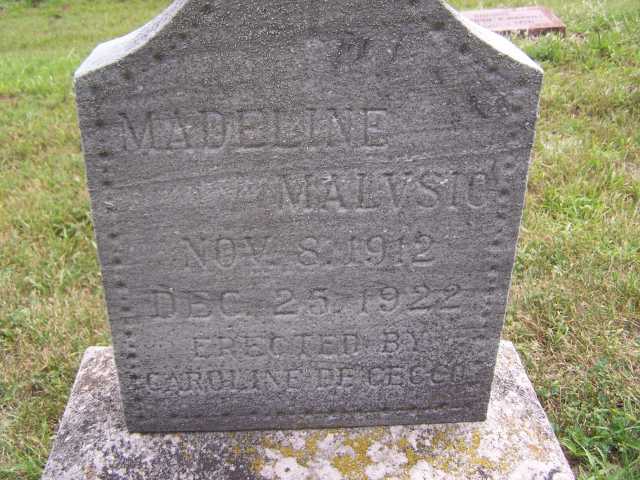 MADELINE
MALVSIC
NOV. 8. 1912
DEC. 25. 1922
ERECTED BY
CAROLINE DE CECCO